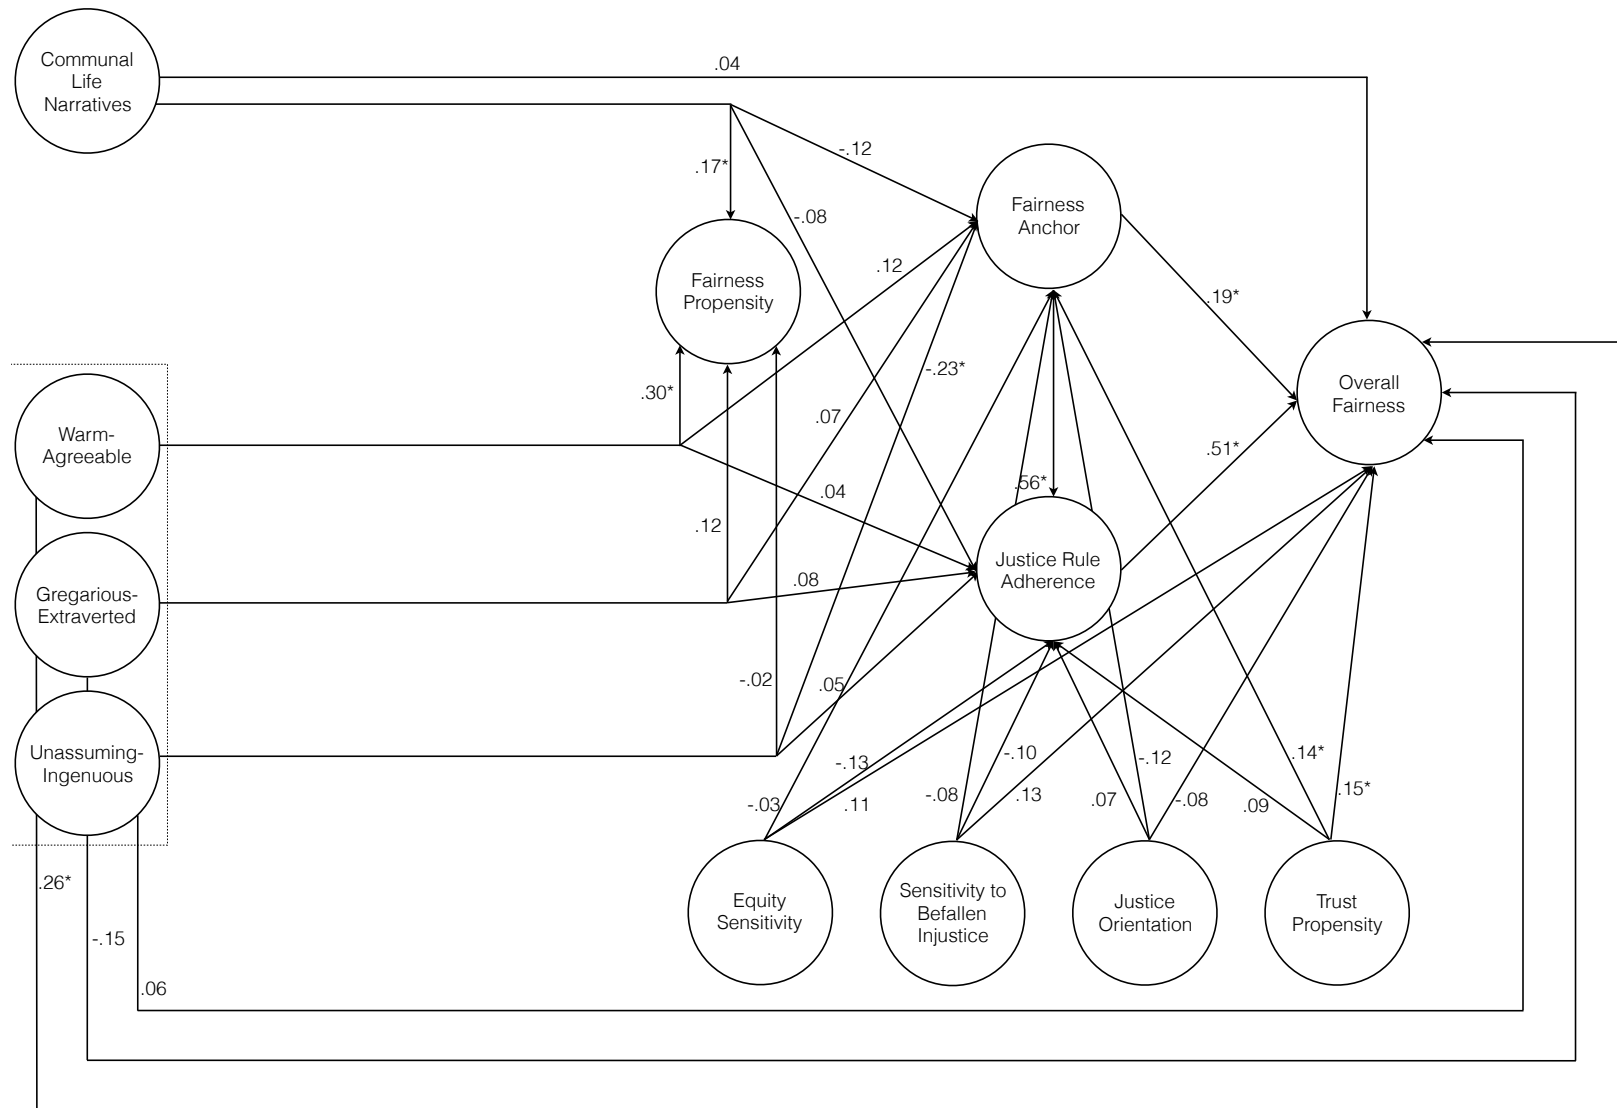 Communal
Life
Narratives
.04
-.12
.17*
-.08
Fairness
Anchor
.12
Fairness
Propensity
.19*
-.23*
.30*
.07
Overall
Fairness
Warm-
Agreeable
.51*
.56*
.04
.12
Justice Rule
Adherence
.08
Gregarious-
Extraverted
-.02
.05
Unassuming-
Ingenuous
-.13
-.10
-.12
.14*
-.03
.11
-.08
.13
.07
-.08
.09
.15*
.26*
Equity
Sensitivity
Sensitivity to
Befallen
Injustice
Justice
Orientation
Trust
Propensity
-.15
.06